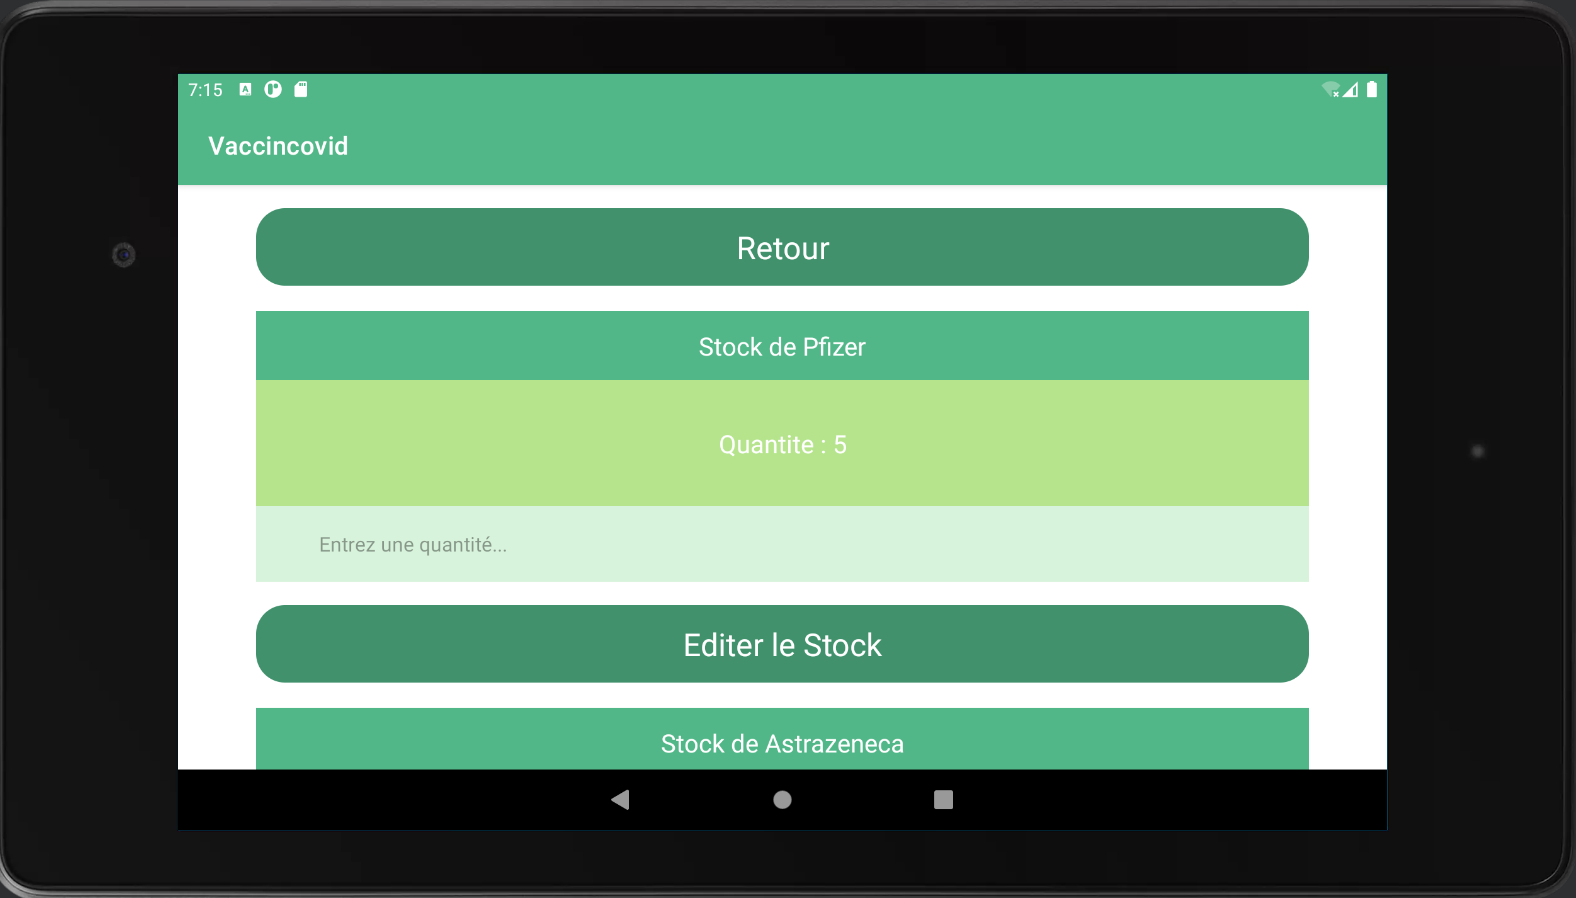 7:15
Vaccincovid
Retour
Stock de Pfizer
Quantite : 5
Entrez une quantité...
Editer le Stock
Stock de Astrazeneca